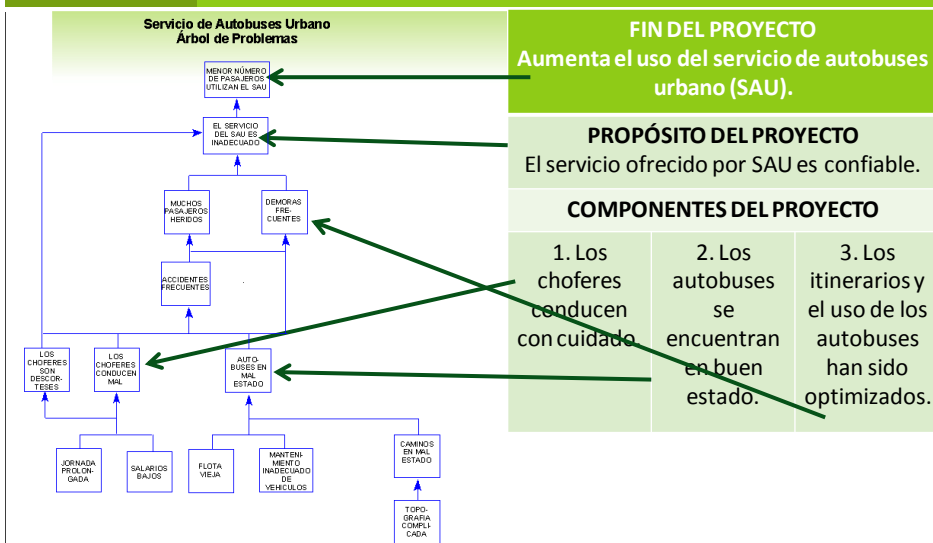 Servicio de Autobuses Urbano
Árbol de Problemas
MENOR NÚMERO
DE PASAJEROS
UTILIZAN EL SAU
EL SERVICIO
DEL SAU ES
INADECUADO
MUCHOS
PASAJEROS
HERIDOS
DEMORAS
FRE-
CUENTES
ACCIDENTES
FRECUENTES
LOS
CHOFERES
SON
DESCOR-
TESES
LOS
CHOFERES
CONDUCEN
MAL
AUTO-
BUSES EN
MAL
ESTADO
JORNADA
PROLON-
GADA
SALARIOS
BAJOS
FLOTA
VIEJA
MANTENI-
MIENTO
INADECUADO
DE
VEHICULOS
CAMINOS
EN MAL
ESTADO
TOPO-
GRAFIA
COMPLI-
CADA
FIN DEL PROYECTO
Aumenta el uso del servicio de autobuses
urbano (SAU).
PROPÓSITO DEL PROYECTO
El servicio ofrecido por SAU es confiable.
COMPONENTES DEL PROYECTO
1. Los
choferes
conducen
con cuidado
2. Los
autobuses
se
encuentran
en buen
estado.
3. Los
itinerarios y
el uso de los
autobuses
han sido
optimizados.